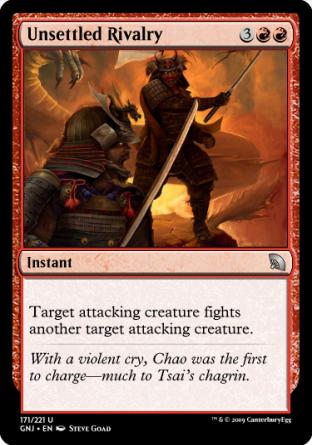 Unsettled Rivalry 3
Instant
Target attacking creature fights
another target attacking creature.
With a violent cry, Chao was the first
to charge—much to Tsai's chagrin.
171/221 U
GNJ • EN Steve Goad
™ & © 2019 CanterburyEgg